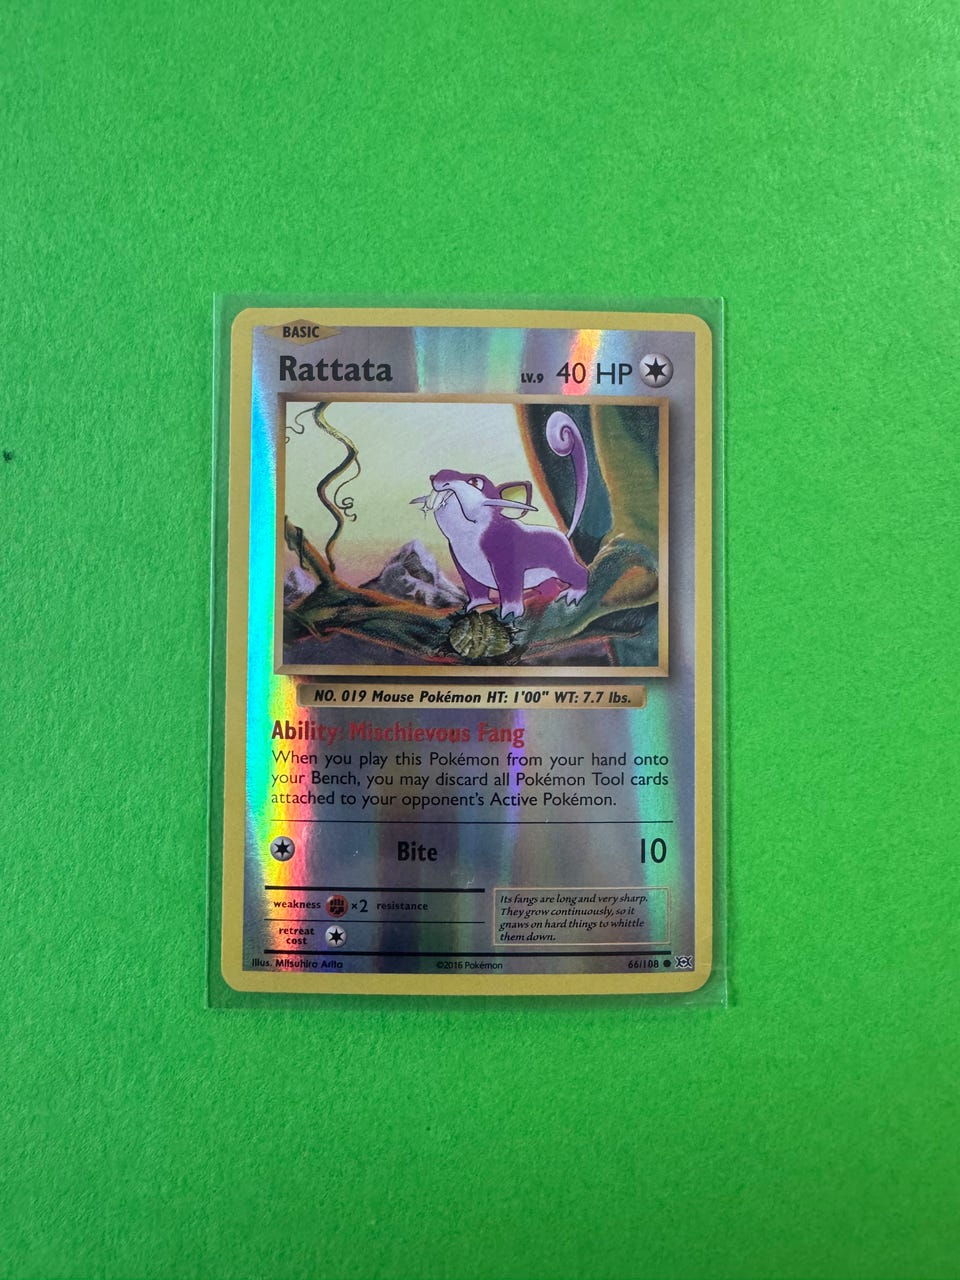 BASIC
Rattata LV.9 40 HP
NO. 019 Mouse Pokémon HT: 1'00" WT: 7.7 lbs.
Ability: Mischievous Fang
When you play this Pokémon from your hand onto
your Bench, you may discard all Pokémon Tool cards
attached to your opponent's Active Pokémon.
Bite 10
weakness ×2 resistance
retreat
cost
Its fangs are long and very sharp.
They grow continuously, so it
gnaws on hard things to whittle
them down.
Illus. Mitsuhiro Arita ©2016 Pokémon 66/108